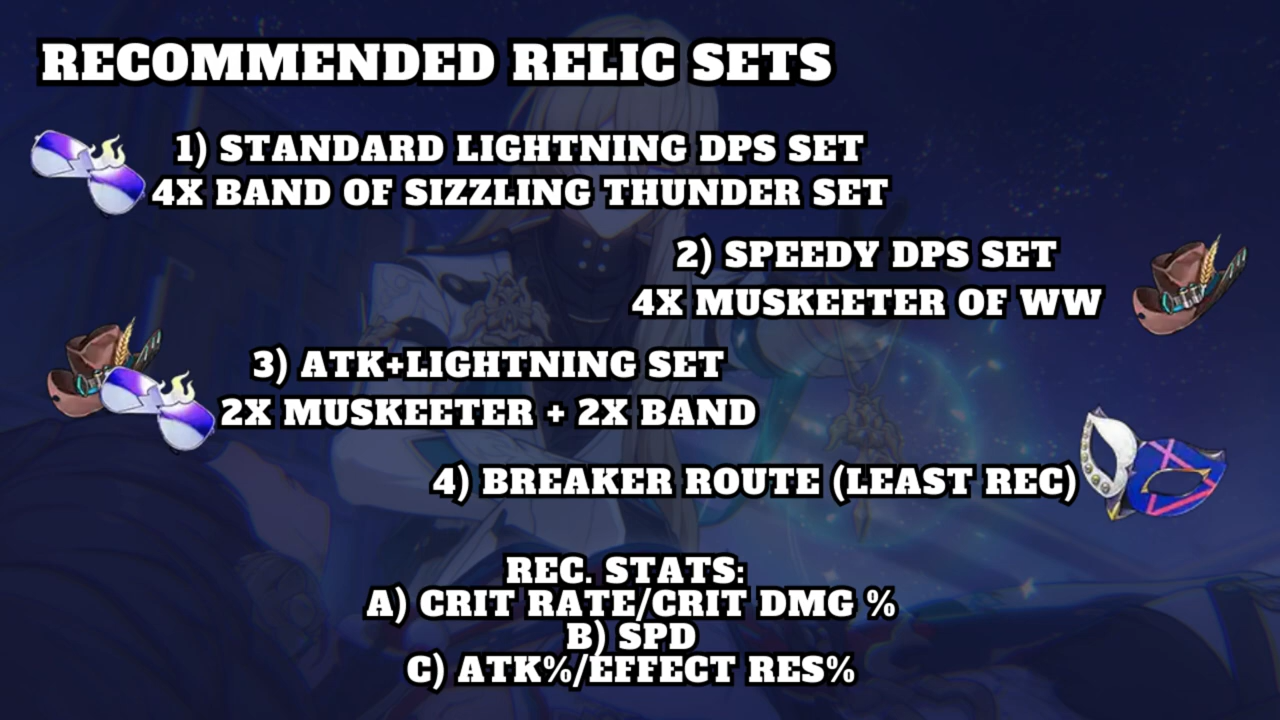 RECOMMENDED RELIC SETS
1) STANDARD LIGHTNING DPS SET
4X BAND OF SIZZLING THUNDER SET
2) SPEEDY DPS SET
4X MUSKEETER OF WW
3) ATK+LIGHTNING SET
2X MUSKEETER + 2X BAND
4) BREAKER ROUTE (LEAST REC)
REC. STATS:
A) CRIT RATE/CRIT DMG %
B) SPD
C) ATK%/EFFECT RES%